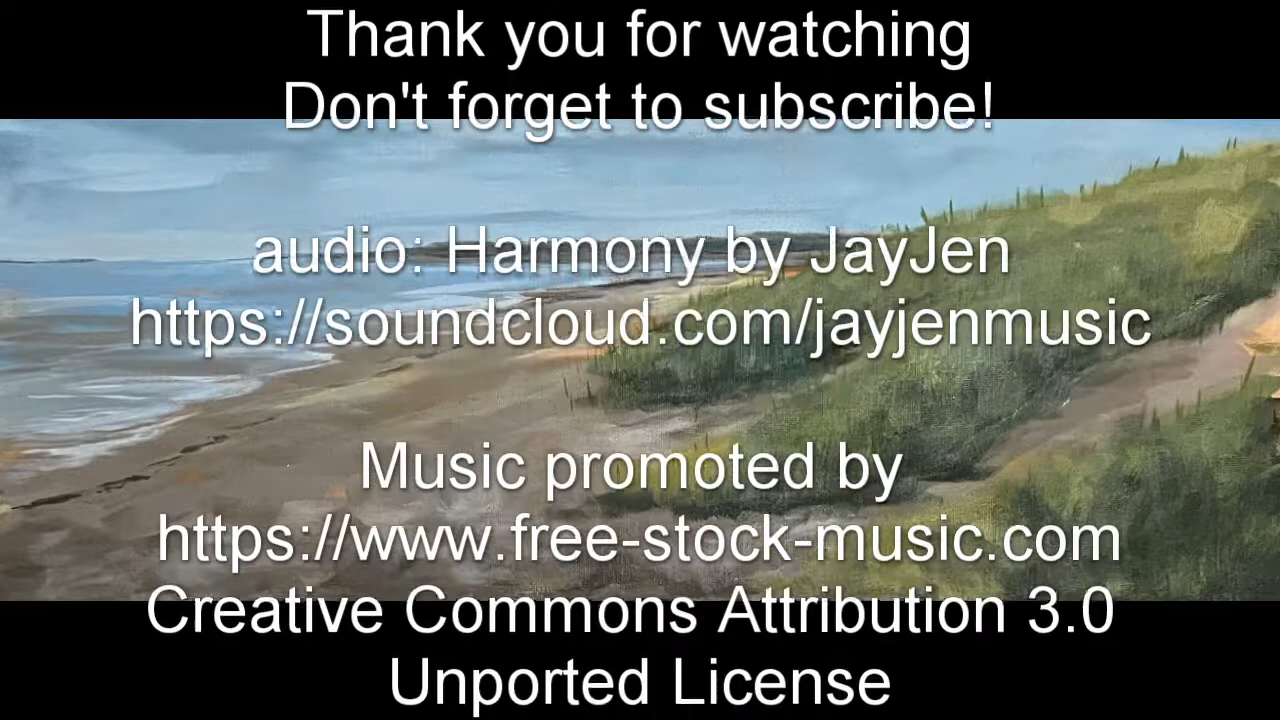 Thank you for watching
Don't forget to subscribe!
audio: Harmony by JayJen
https://soundcloud.com/jayjenmusic
Music promoted by
https://www.free-stock-music.com
Creative Commons Attribution 3.0
Unported License